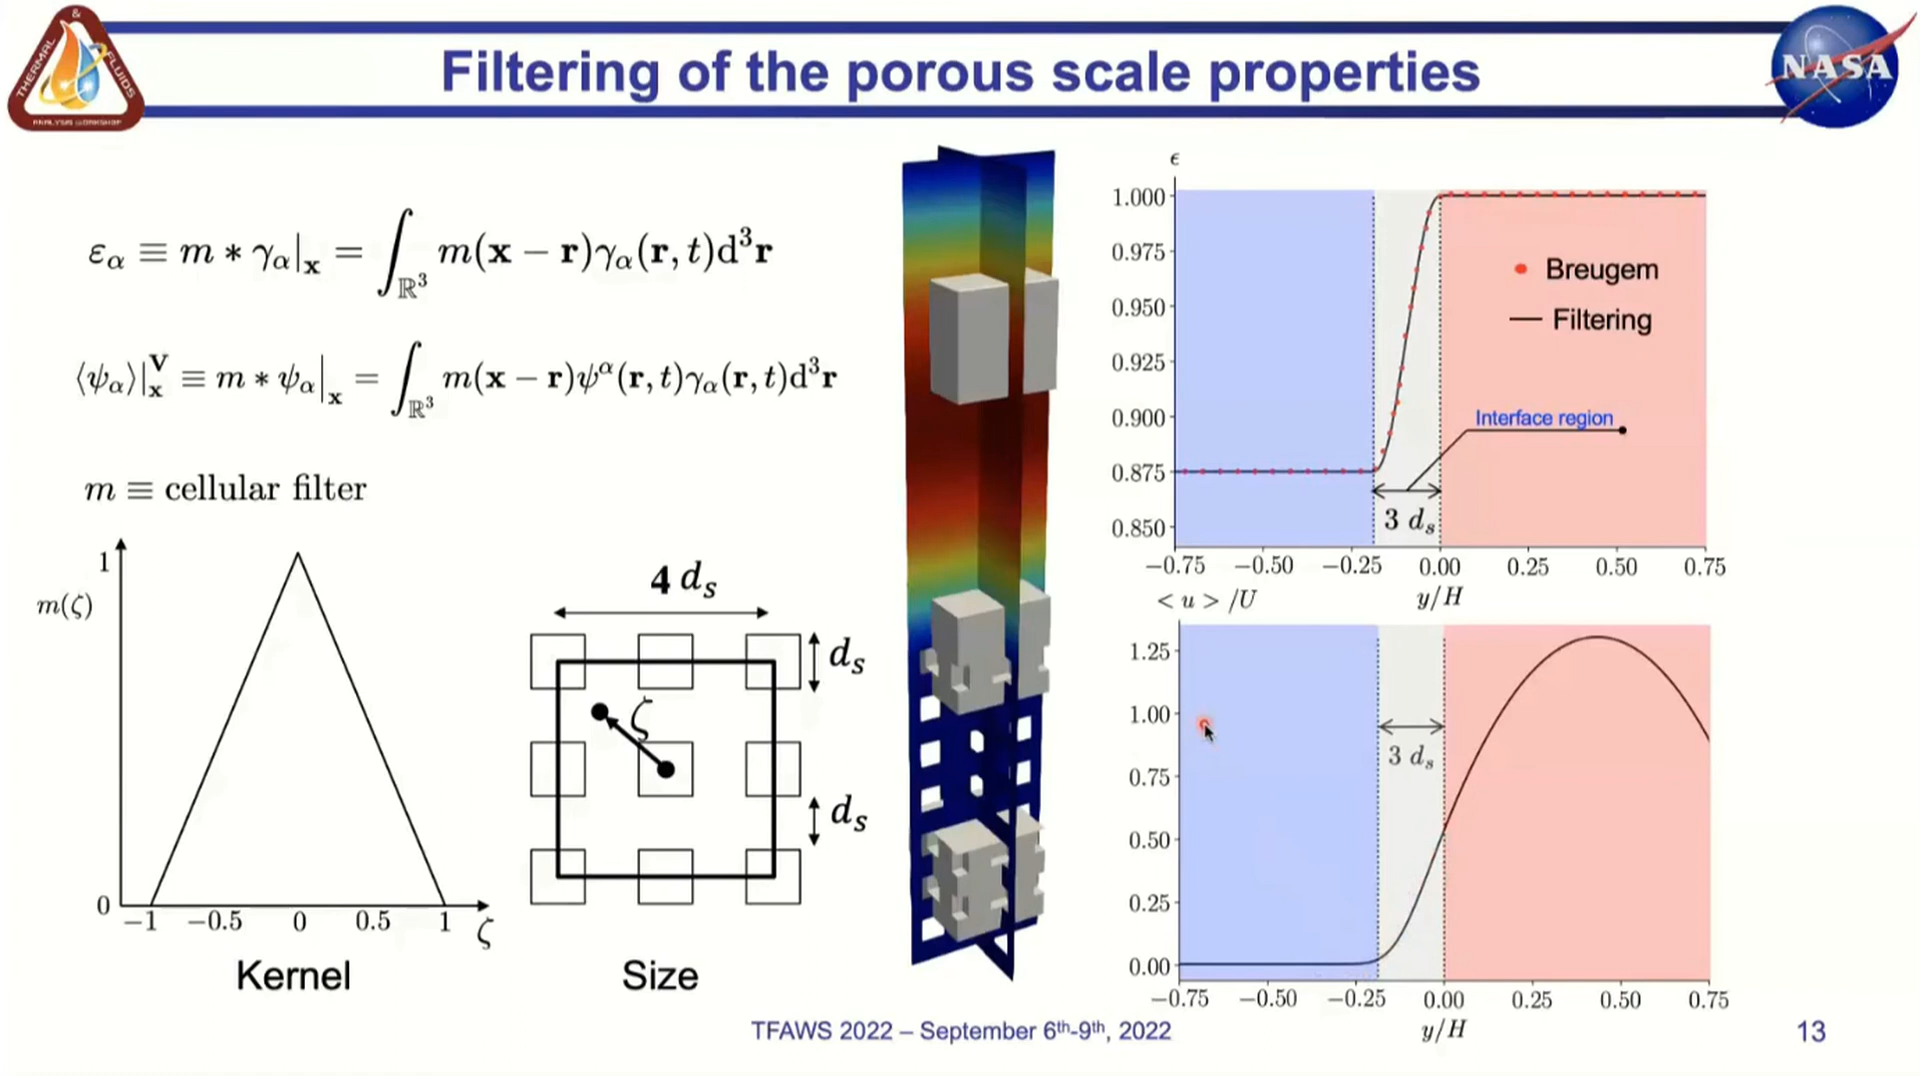 THERMAL & FLUIDS
ANALYSIS WORKSHOP
Filtering of the porous scale properties
NASA
ε_α ≡ m ∗ γ_α|_x = ∫_ℝ³ m(x − r)γ_α(r, t)d³r
⟨ψ_α⟩|_x^V ≡ m ∗ ψ_α|_x = ∫_ℝ³ m(x − r)ψ^α(r, t)γ_α(r, t)d³r
m ≡ cellular filter
1
m(ζ)
0
−1 −0.5 0 0.5 1 ζ
Kernel
4 d_s
d_s
ζ
d_s
Size
ϵ
1.000
0.975
0.950
0.925
0.900
0.875
0.850
Breugem
Filtering
Interface region
3 d_s
−0.75 −0.50 −0.25 0.00 0.25 0.50 0.75
y/H
< u > /U
1.25
1.00
0.75
0.50
0.25
0.00
3 d_s
−0.75 −0.50 −0.25 0.00 0.25 0.50 0.75
y/H
TFAWS 2022 – September 6th-9th, 2022
13